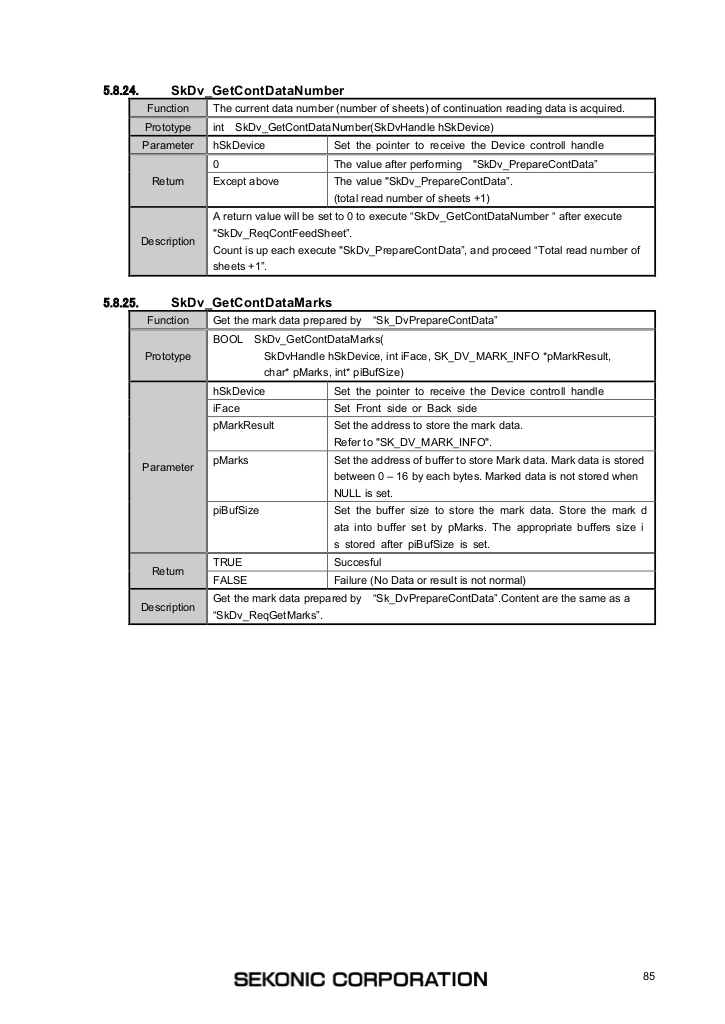 5.8.24. SkDv_GetContDataNumber
Function The current data number (number of sheets) of continuation reading data is acquired.
Prototype int SkDv_GetContDataNumber(SkDvHandle hSkDevice)
Parameter hSkDevice Set the pointer to receive the Device controll handle
0 The value after performing "SkDv_PrepareContData”
Return Except above The value "SkDv_PrepareContData”.
(total read number of sheets +1)
A return value will be set to 0 to execute “SkDv_GetContDataNumber “ after execute
"SkDv_ReqContFeedSheet”.
Description
Count is up each execute "SkDv_PrepareContData”, and proceed “Total read number of
sheets +1”.
5.8.25. SkDv_GetContDataMarks
Function Get the mark data prepared by “Sk_DvPrepareContData”
BOOL SkDv_GetContDataMarks(
Prototype SkDvHandle hSkDevice, int iFace, SK_DV_MARK_INFO *pMarkResult,
char* pMarks, int* piBufSize)
hSkDevice Set the pointer to receive the Device controll handle
iFace Set Front side or Back side
pMarkResult Set the address to store the mark data.
Refer to "SK_DV_MARK_INFO".
Parameter
pMarks Set the address of buffer to store Mark data. Mark data is stored
between 0 – 16 by each bytes. Marked data is not stored when
NULL is set.
piBufSize Set the buffer size to store the mark data. Store the mark d
ata into buffer set by pMarks. The appropriate buffers size i
s stored after piBufSize is set.
Return
TRUE Succesful
FALSE Failure (No Data or result is not normal)
Description
Get the mark data prepared by “Sk_DvPrepareContData”.Content are the same as a
“SkDv_ReqGetMarks”.
SEKONIC CORPORATION
85